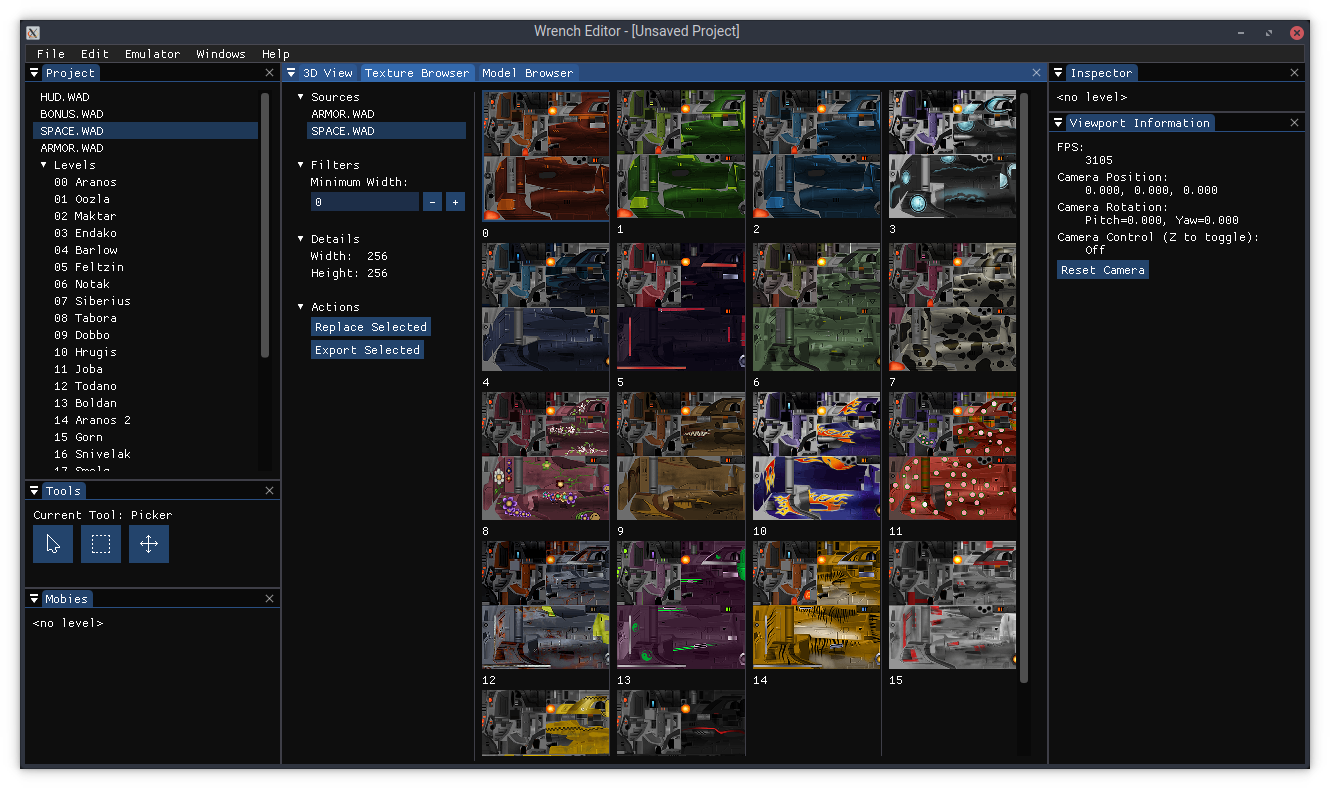 Wrench Editor - [Unsaved Project]
File Edit Emulator Windows Help
Project
HUD.WAD
BONUS.WAD
SPACE.WAD
ARMOR.WAD
Levels
00 Aranos
01 Oozla
02 Maktar
03 Endako
04 Barlow
05 Feltzin
06 Notak
07 Siberius
08 Tabora
09 Dobbo
10 Hrugis
11 Joba
12 Todano
13 Boldan
14 Aranos 2
15 Gorn
16 Snivelak
17 Smolg
Tools
Current Tool: Picker
Mobies
<no level>
3D View Texture Browser Model Browser
Sources
ARMOR.WAD
SPACE.WAD
Filters
Minimum Width:
0 - +
Details
Width: 256
Height: 256
Actions
Replace Selected
Export Selected
0 1 2 3
4 5 6 7
8 9 10 11
12 13 14 15
Inspector
<no level>
Viewport Information
FPS:
3105
Camera Position:
0.000, 0.000, 0.000
Camera Rotation:
Pitch=0.000, Yaw=0.000
Camera Control (Z to toggle):
Off
Reset Camera